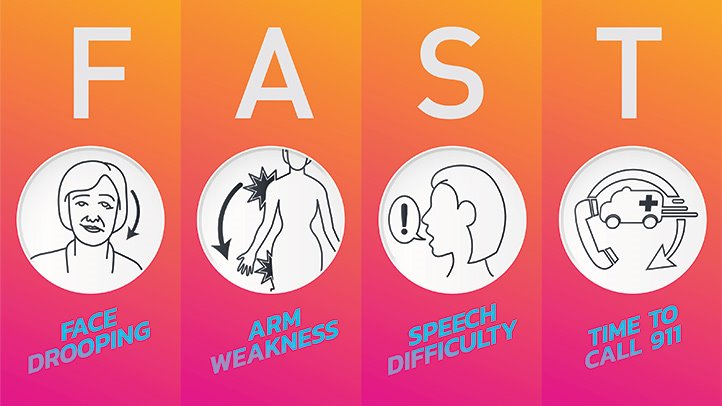 F A S T
!
FACE
DROOPING
ARM
WEAKNESS
SPEECH
DIFFICULTY
TIME TO
CALL 911